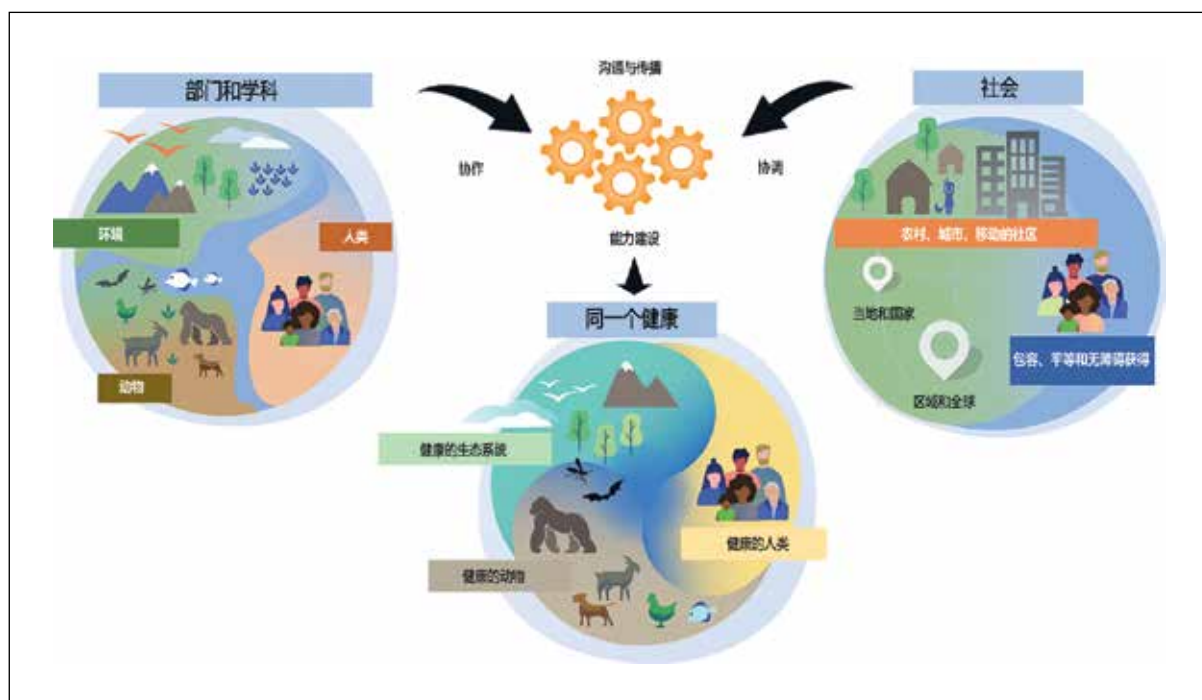 部门和学科
环境
人类
动物
沟通与传播
协作
协调
能力建设
社会
农村、城市、移动的社区
当地和国家
区域和全球
包容、平等和无障碍获得
同一个健康
健康的生态系统
健康的人类
健康的动物